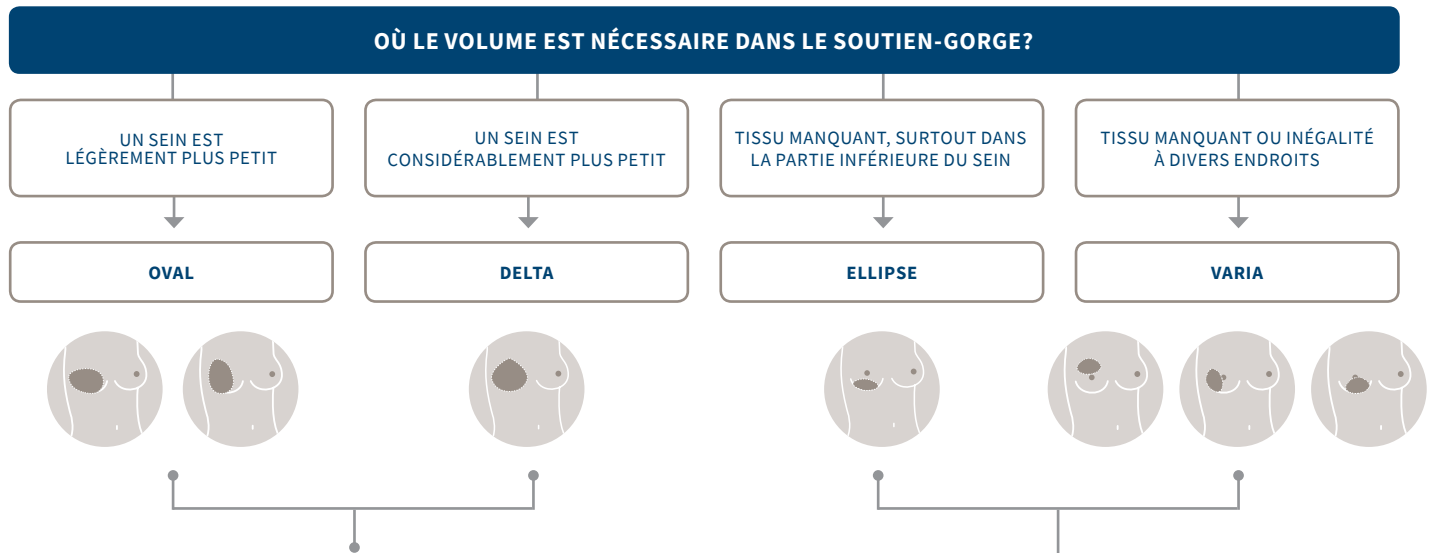 OÙ LE VOLUME EST NÉCESSAIRE DANS LE SOUTIEN-GORGE?
UN SEIN EST
LÉGÈREMENT PLUS PETIT
UN SEIN EST
CONSIDÉRABLEMENT PLUS PETIT
TISSU MANQUANT, SURTOUT DANS
LA PARTIE INFÉRIEURE DU SEIN
TISSU MANQUANT OU INÉGALITÉ
À DIVERS ENDROITS
OVAL
DELTA
ELLIPSE
VARIA